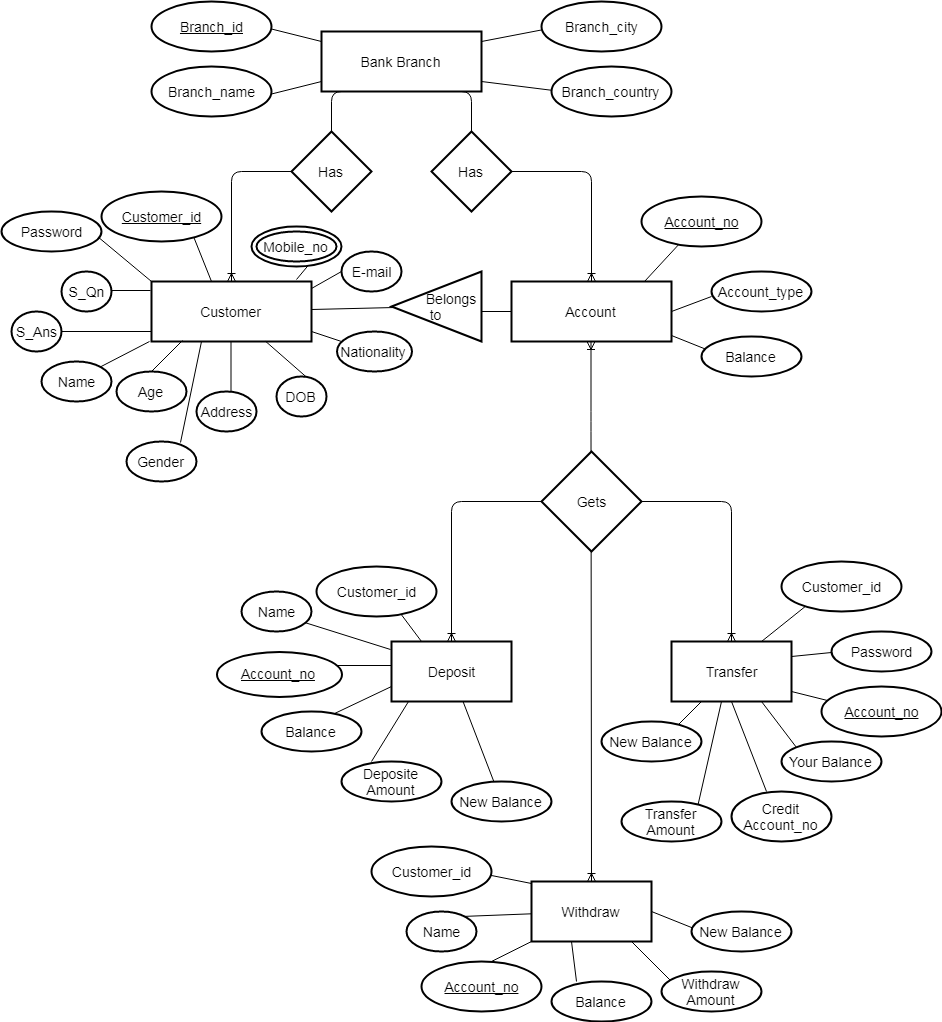 Branch_id
Branch_city
Bank Branch
Branch_name
Branch_country
Has
Has
Customer_id
Password
Account_no
Mobile_no
E-mail
S_Qn
Account_type
Belongs
to
Customer
Account
S_Ans
Nationality
Balance
Name
Age
DOB
Address
Gender
Gets
Customer_id
Customer_id
Name
Password
Account_no
Deposit
Transfer
Account_no
Balance
New Balance
Your Balance
Deposite
Amount
New Balance
Transfer
Amount
Credit
Account_no
Customer_id
Withdraw
Name
New Balance
Account_no
Balance
Withdraw
Amount